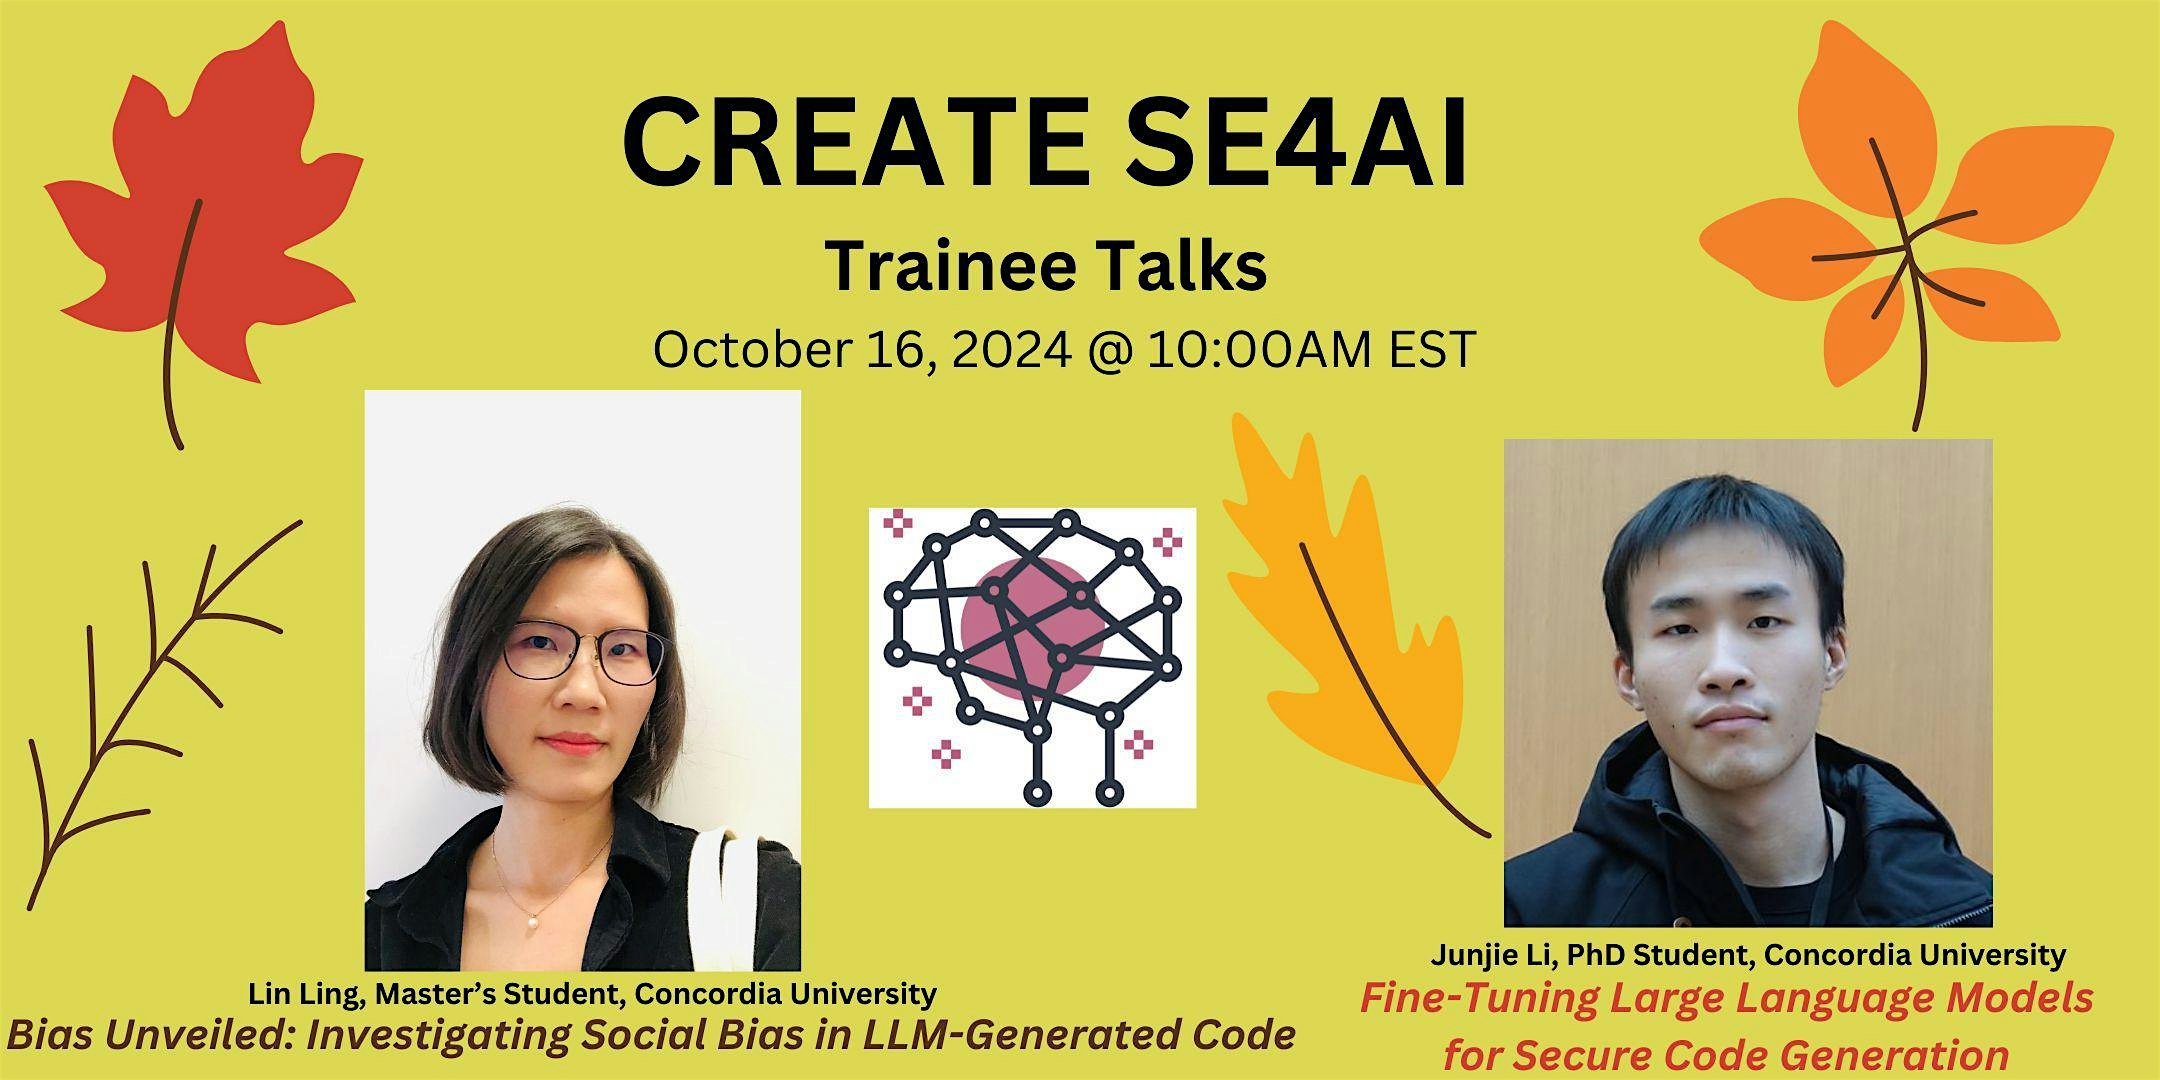 CREATE SE4AI
Trainee Talks
October 16, 2024 @ 10:00AM EST
Lin Ling, Master’s Student, Concordia University
Bias Unveiled: Investigating Social Bias in LLM-Generated Code
Junjie Li, PhD Student, Concordia University
Fine-Tuning Large Language Models
for Secure Code Generation